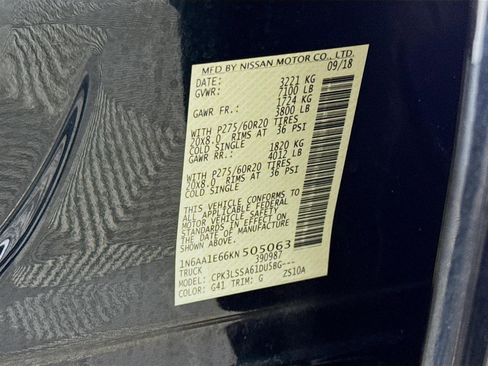 MFD BY NISSAN MOTOR CO., LTD.
09/18
DATE: 3221 KG
GVWR: 7100 LB
1724 KG
GAWR FR.: 3800 LB
WITH P275/60R20 TIRES
20X8.0 RIMS AT 36 PSI
COLD SINGLE 1820 KG
GAWR RR.: 4012 LB
WITH P275/60R20 TIRES
20X8.0 RIMS AT 36 PSI
COLD SINGLE
THIS VEHICLE CONFORMS TO
ALL APPLICABLE FEDERAL
MOTOR VEHICLE SAFETY
STANDARDS IN EFFECT ON
THE DATE OF MANUFACTURE
SHOWN ABOVE.
1N6AA1E66KN505063
TRUCK 390987
MODEL: CPK3LSSA61DU5BG---
COLOR: G41 TRIM: G 2S10A